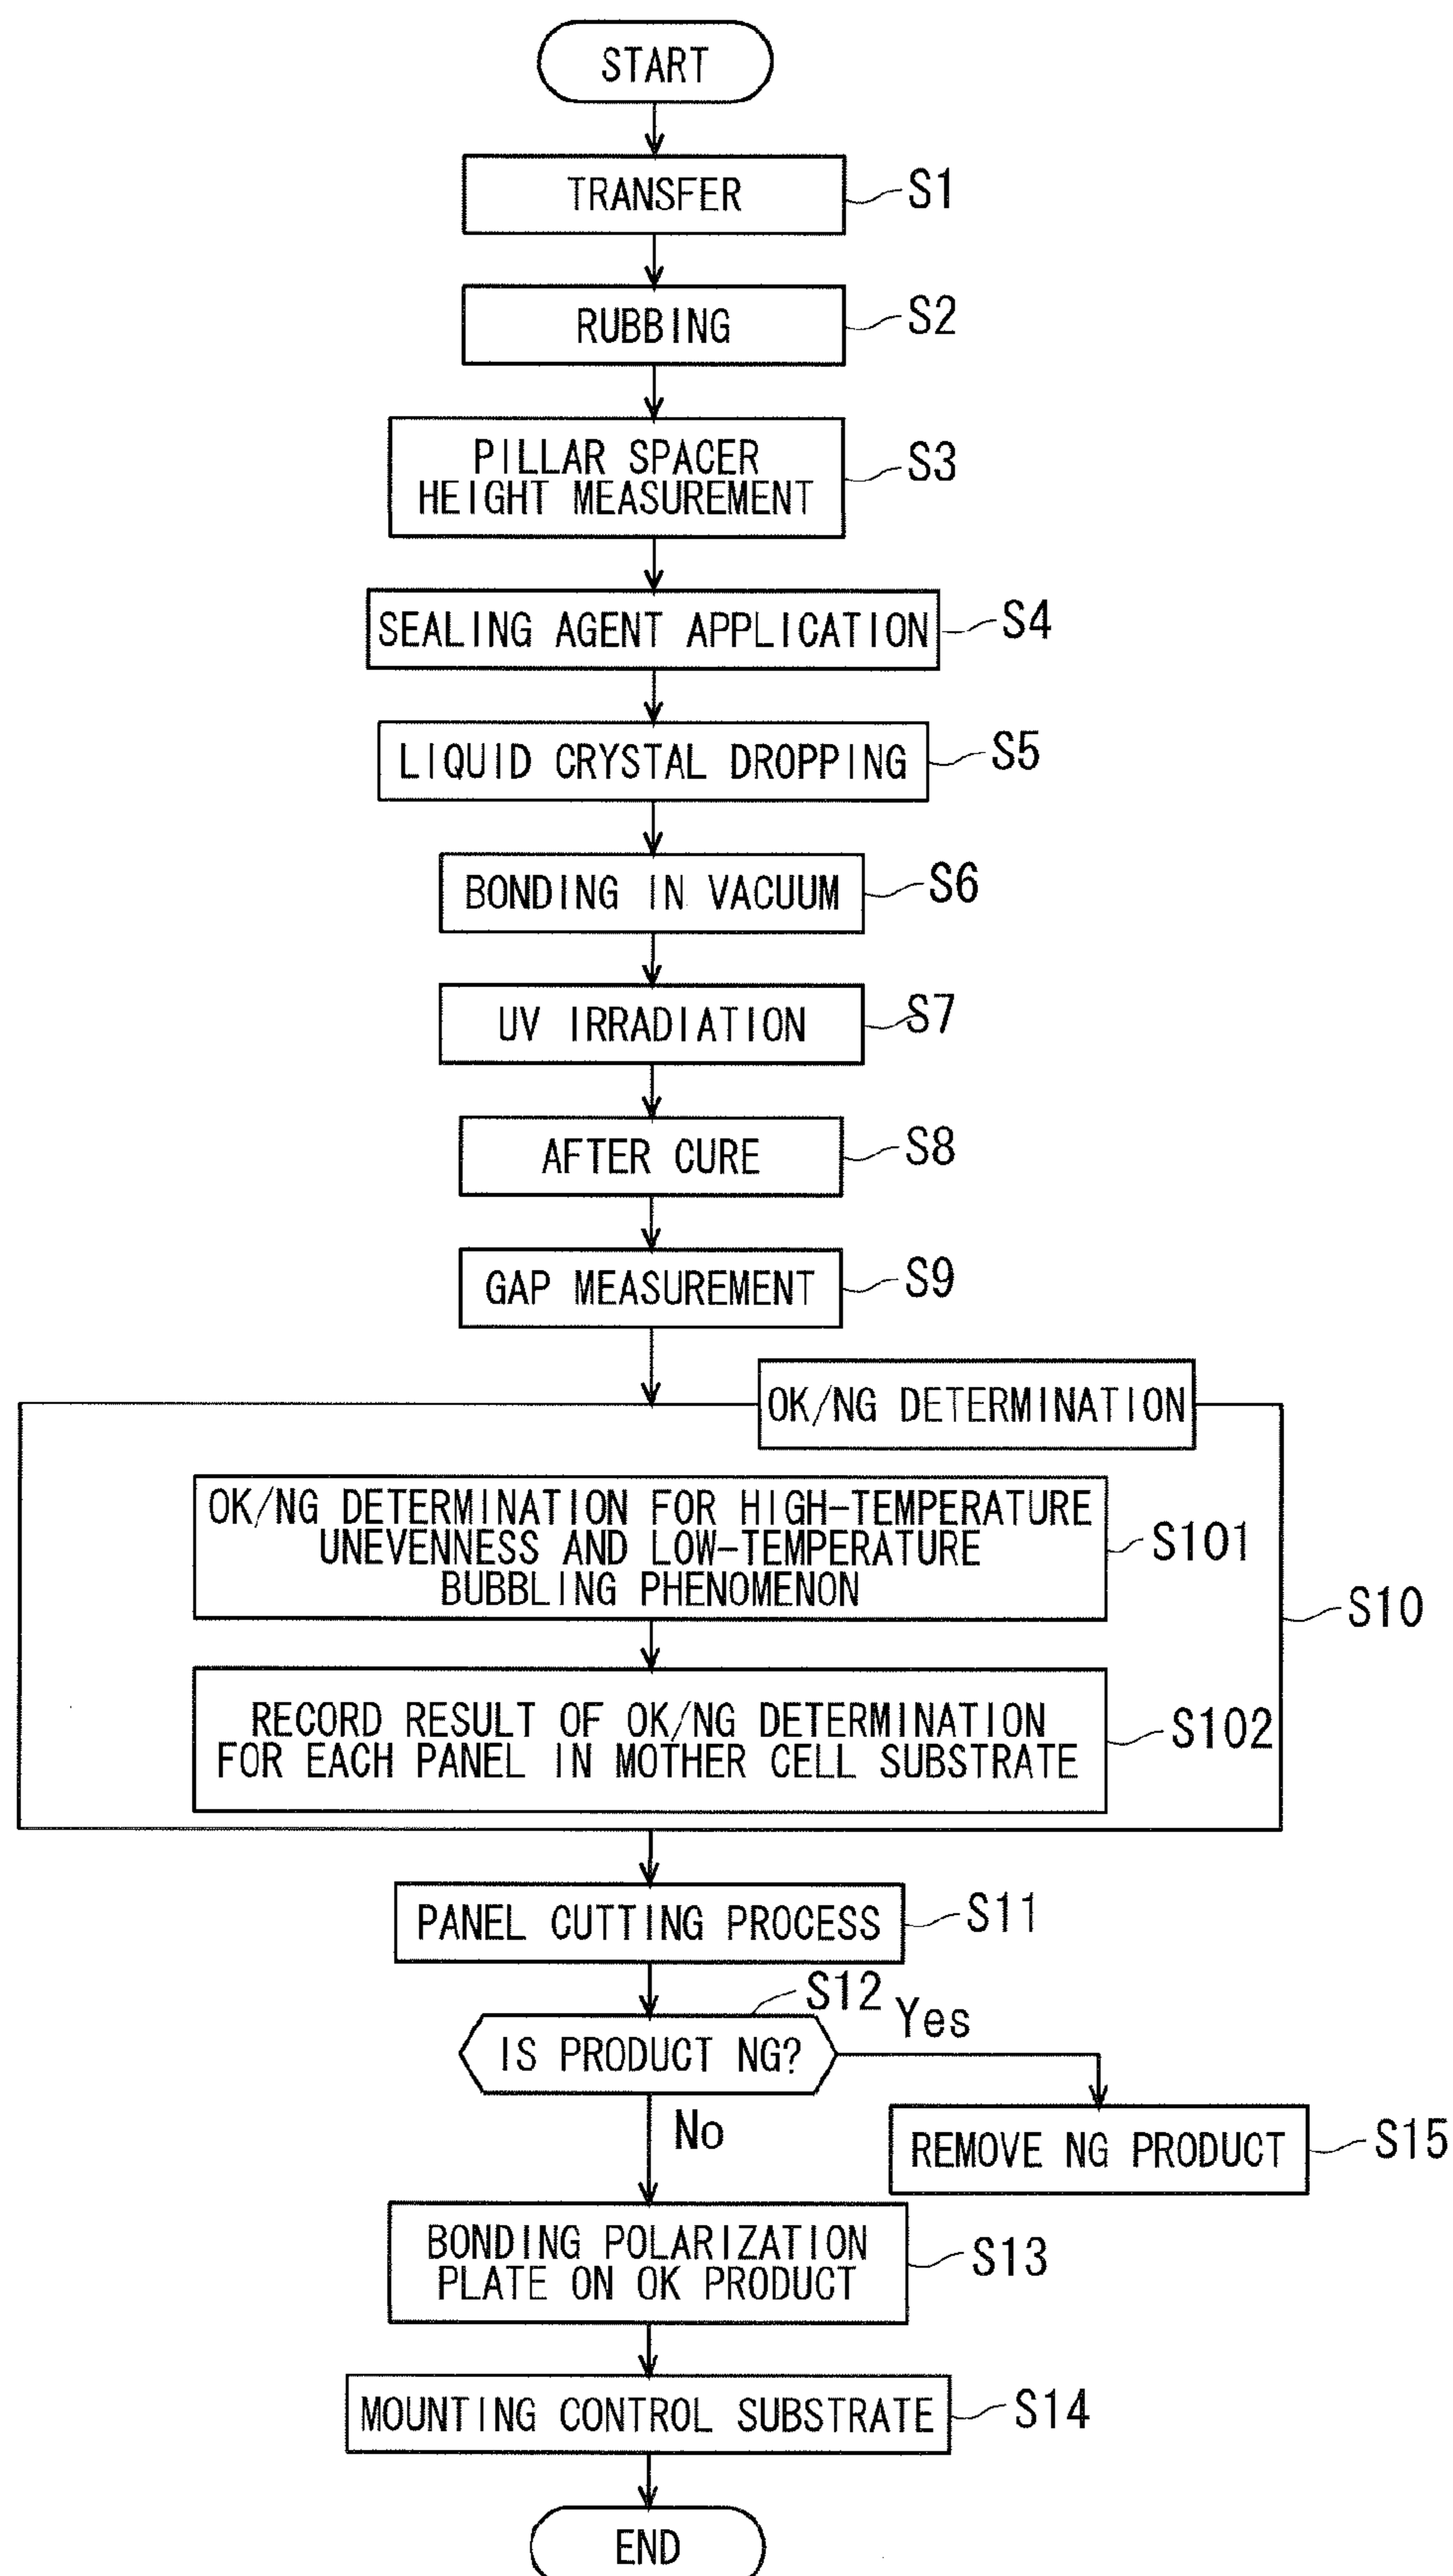 START
TRANSFER
S1
RUBBING
S2
PILLAR SPACER
HEIGHT MEASUREMENT
S3
SEALING AGENT APPLICATION
S4
LIQUID CRYSTAL DROPPING
S5
BONDING IN VACUUM
S6
UV IRRADIATION
S7
AFTER CURE
S8
GAP MEASUREMENT
S9
OK/NG DETERMINATION
OK/NG DETERMINATION FOR HIGH-TEMPERATURE
UNEVENNESS AND LOW-TEMPERATURE
BUBBLING PHENOMENON
S101
S10
RECORD RESULT OF OK/NG DETERMINATION
FOR EACH PANEL IN MOTHER CELL SUBSTRATE
S102
PANEL CUTTING PROCESS
S11
S12
IS PRODUCT NG?
Yes
No
REMOVE NG PRODUCT
S15
BONDING POLARIZATION
PLATE ON OK PRODUCT
S13
MOUNTING CONTROL SUBSTRATE
S14
END